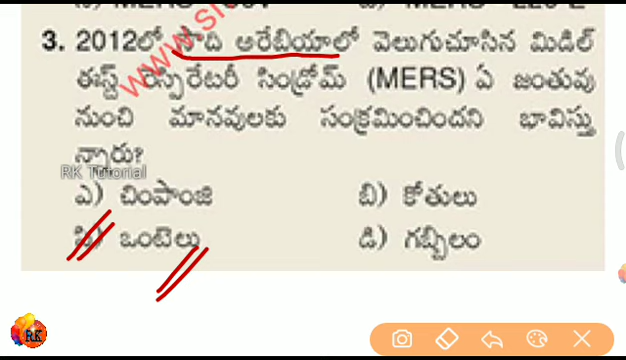 3. 2012లో సౌది అరేబియాలో వెలుగుచూసిన మిడిల్
ఈస్ట్ రెస్పిరేటరీ సిండ్రోమ్ (MERS) ఏ జంతువు
నుంచి మానవులకు సంక్రమించిందని భావిస్తు
న్నారు?
RK Tutorial
ఎ) చింపాంజి బి) కోతులు
సి) ఒంటెలు డి) గబ్బిలం
RK